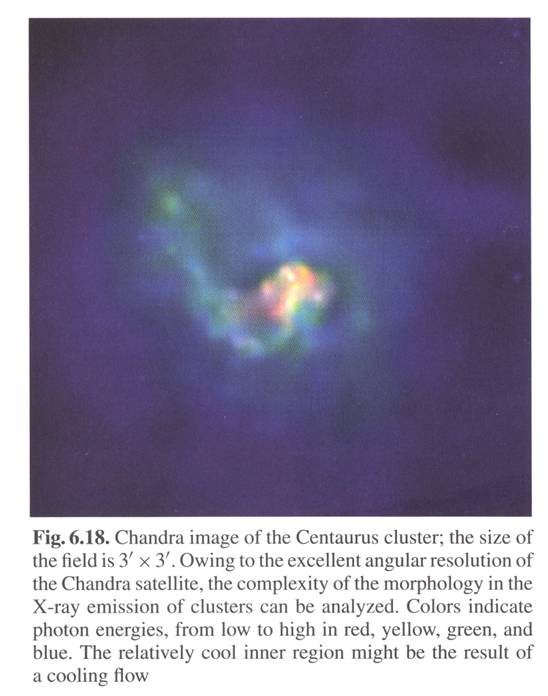 Fig. 6.18. Chandra image of the Centaurus cluster; the size of
the field is 3′ × 3′. Owing to the excellent angular resolution of
the Chandra satellite, the complexity of the morphology in the
X-ray emission of clusters can be analyzed. Colors indicate
photon energies, from low to high in red, yellow, green, and
blue. The relatively cool inner region might be the result of
a cooling flow